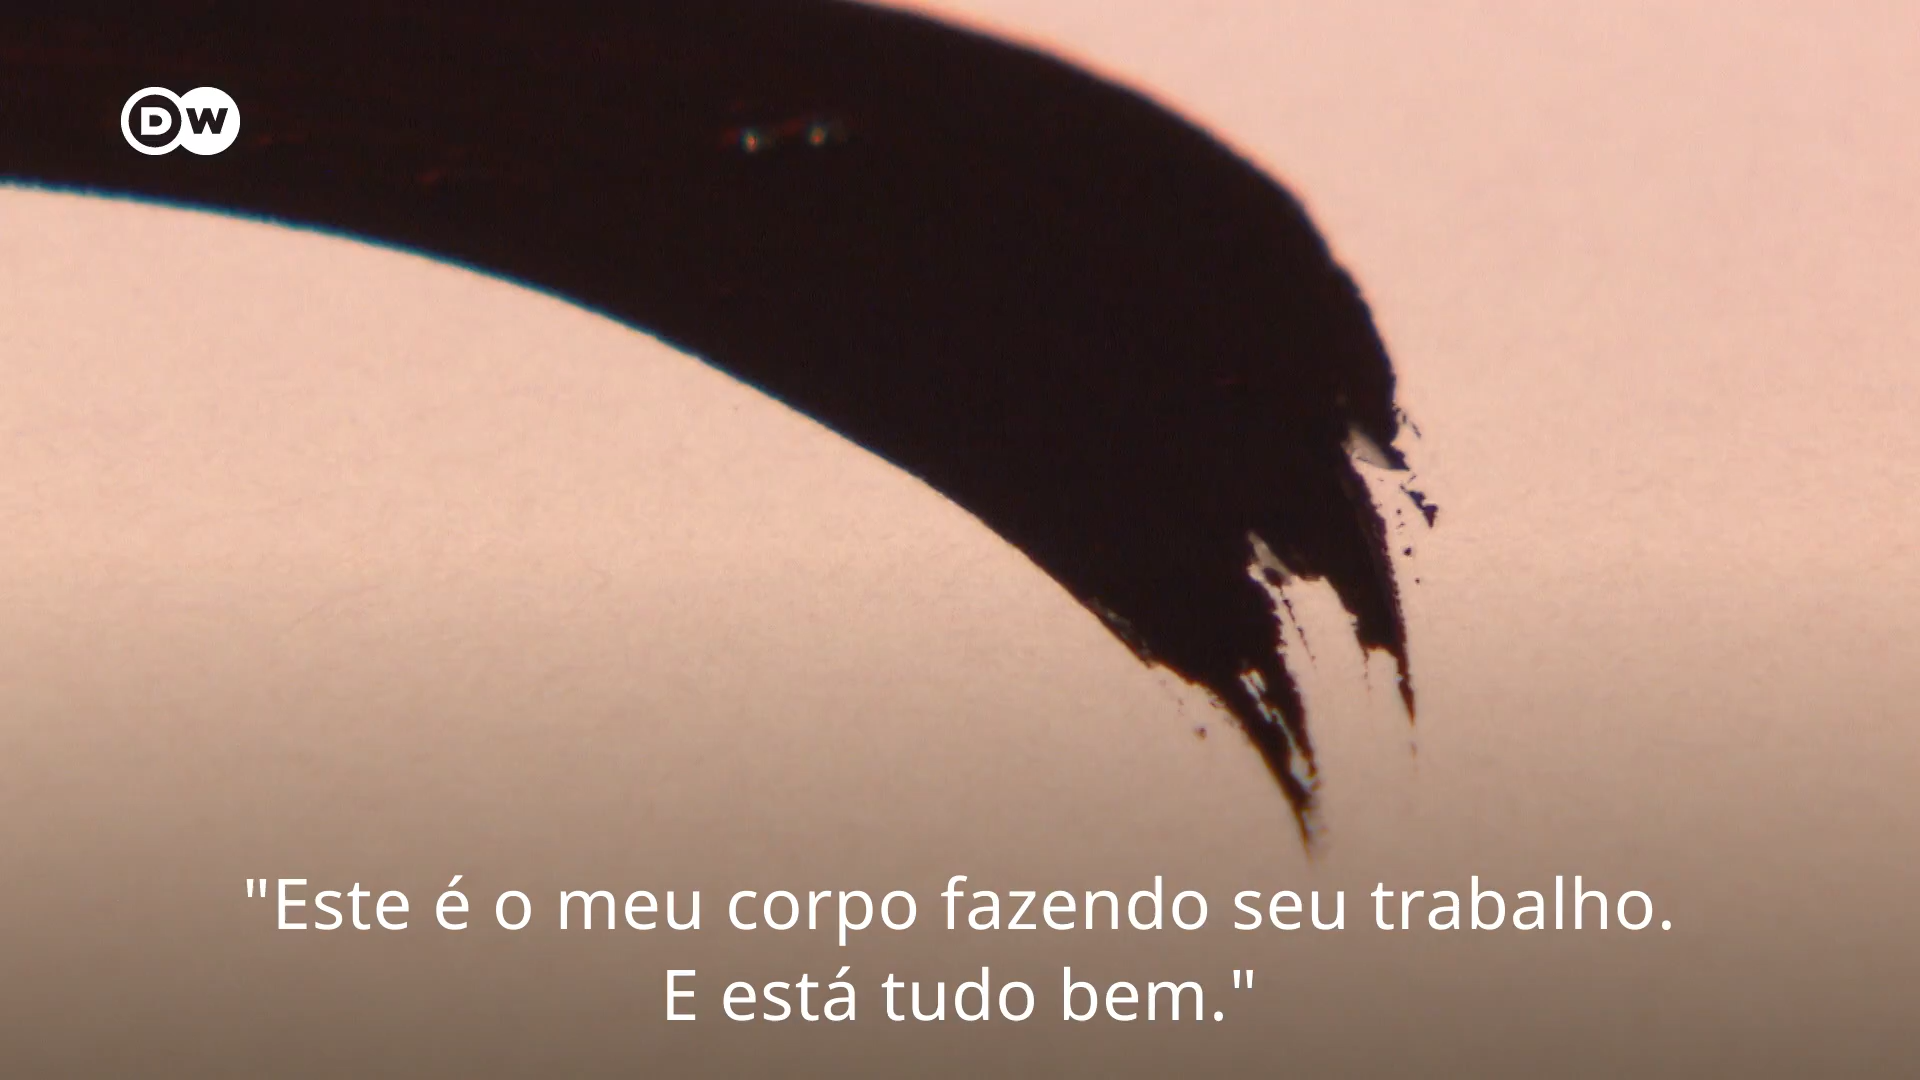 DW
"Este é o meu corpo fazendo seu trabalho.
E está tudo bem."